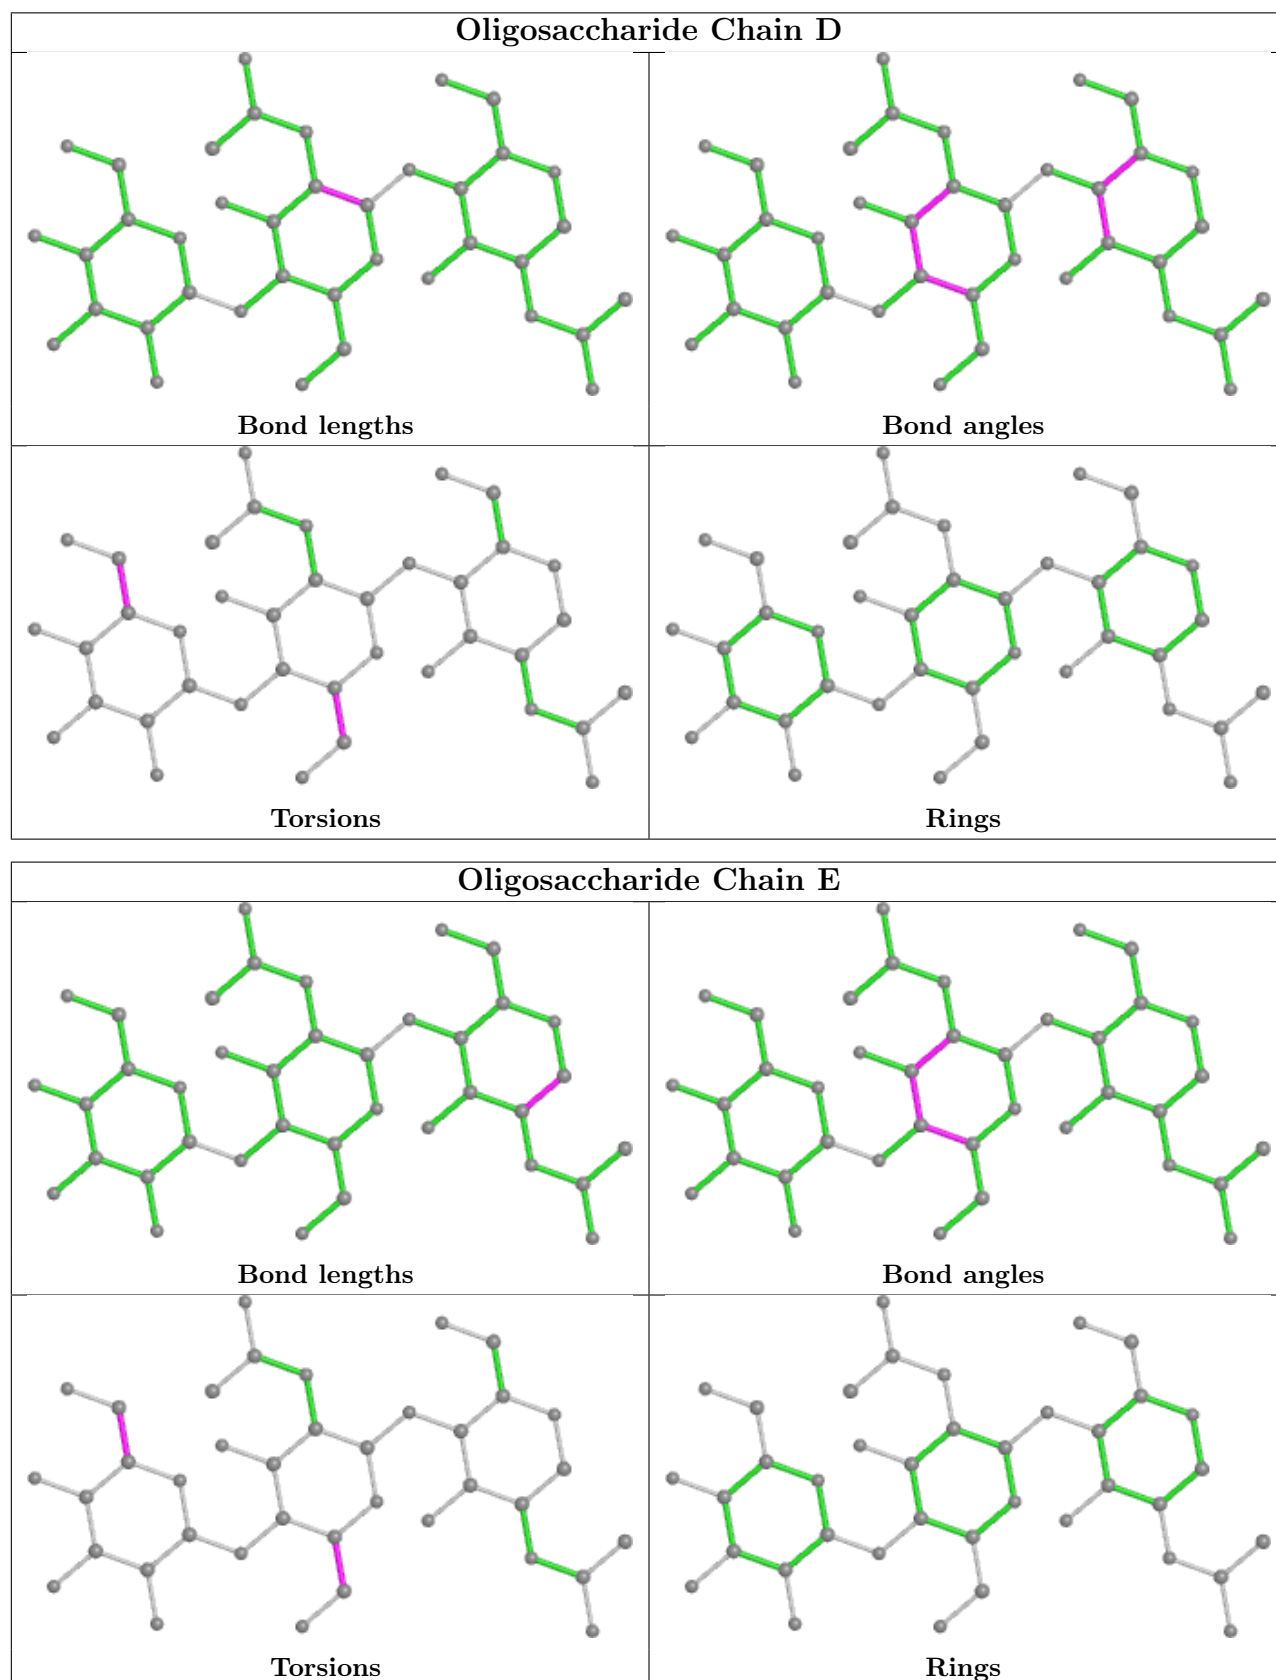 Oligosaccharide Chain D
Bond lengths
Bond angles
Torsions
Rings
Oligosaccharide Chain E
Bond lengths
Bond angles
Torsions
Rings